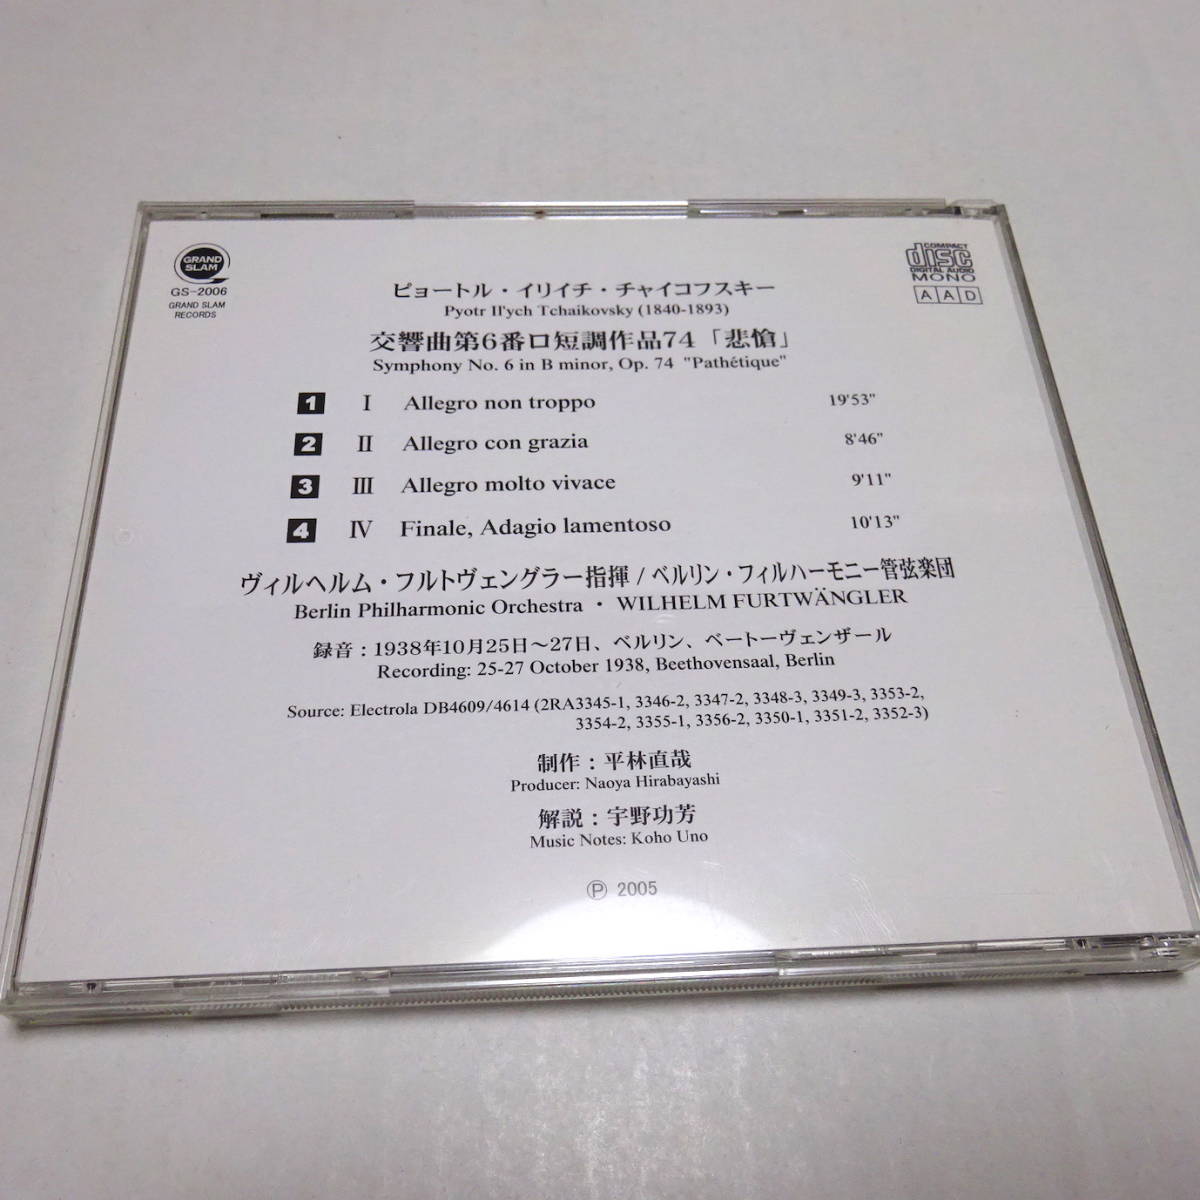 GRAND
SLAM
GS-2006
GRAND SLAM
RECORDS
COMPACT
disc
DIGITAL AUDIO
MONO
A A D
ピョートル・イリイチ・チャイコフスキー
Pyotr Il'ych Tchaikovsky (1840-1893)
交響曲第6番ロ短調作品74「悲愴」
Symphony No. 6 in B minor, Op. 74 "Pathétique"
1 I Allegro non troppo 19'53"
2 II Allegro con grazia 8'46"
3 III Allegro molto vivace 9'11"
4 IV Finale, Adagio lamentoso 10'13"
ヴィルヘルム・フルトヴェングラー指揮 / ベルリン・フィルハーモニー管弦楽団
Berlin Philharmonic Orchestra・WILHELM FURTWÄNGLER
録音：1938年10月25日～27日、ベルリン、ベートーヴェンザール
Recording: 25-27 October 1938, Beethovensaal, Berlin
Source: Electrola DB4609/4614 (2RA3345-1, 3346-2, 3347-2, 3348-3, 3349-3, 3353-2,
3354-2, 3355-1, 3356-2, 3350-1, 3351-2, 3352-3)
制作：平林直哉
Producer: Naoya Hirabayashi
解説：宇野功芳
Music Notes: Koho Uno
Ⓟ 2005